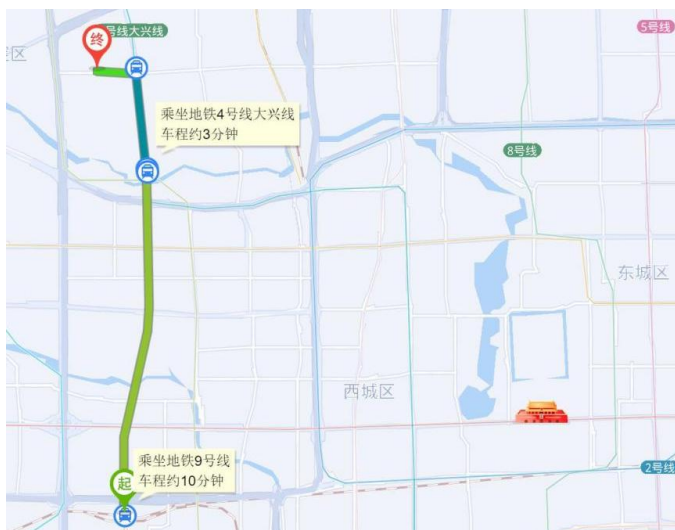 号线大兴线
5号线
终
乘坐地铁4号线大兴线
车程约3分钟
8号线
东城区
西城区
乘坐地铁9号线
车程约10分钟
起
2号线